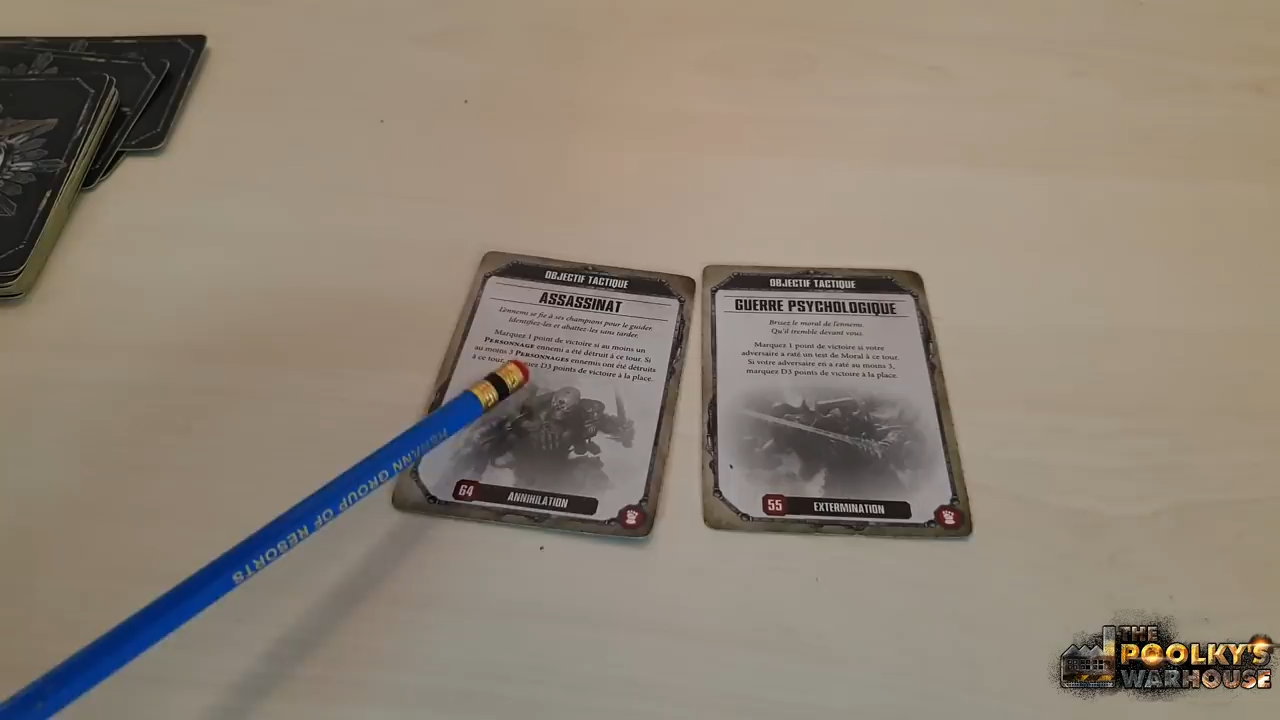 OBJECTIF TACTIQUE
ASSASSINAT
L'ennemi se fie à ses champions pour le guider.
Identifiez-les et abattez-les sans tarder.
Marquez 1 point de victoire si au moins un
PERSONNAGE ennemi a été détruit à ce tour. Si
au moins 3 PERSONNAGES ennemis ont été détruits
à ce tour, D3 points de victoire à la place.
64 ANNIHILATION
OBJECTIF TACTIQUE
GUERRE PSYCHOLOGIQUE
Brisez le moral de l'ennemi.
Qu'il tremble devant vous.
Marquez 1 point de victoire si votre
adversaire a raté un test de Moral à ce tour.
Si votre adversaire en a raté au moins 3,
marquez D3 points de victoire à la place.
55 EXTERMINATION
GROUP OF RESORTS
THE
POOLKY'S
WARHOUSE